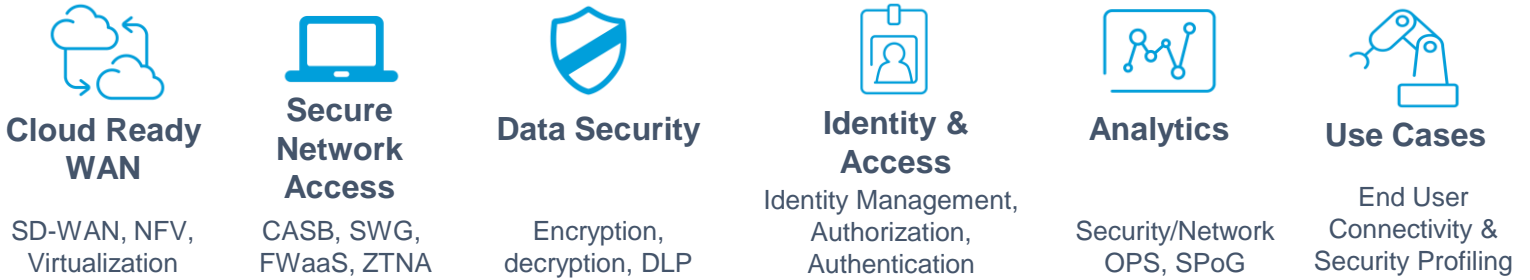 Cloud Ready
WAN
SD-WAN, NFV,
Virtualization
Secure
Network
Access
CASB, SWG,
FWaaS, ZTNA
Data Security
Encryption,
decryption, DLP
Identity &
Access
Identity Management,
Authorization,
Authentication
Analytics
Security/Network
OPS, SPoG
Use Cases
End User
Connectivity &
Security Profiling